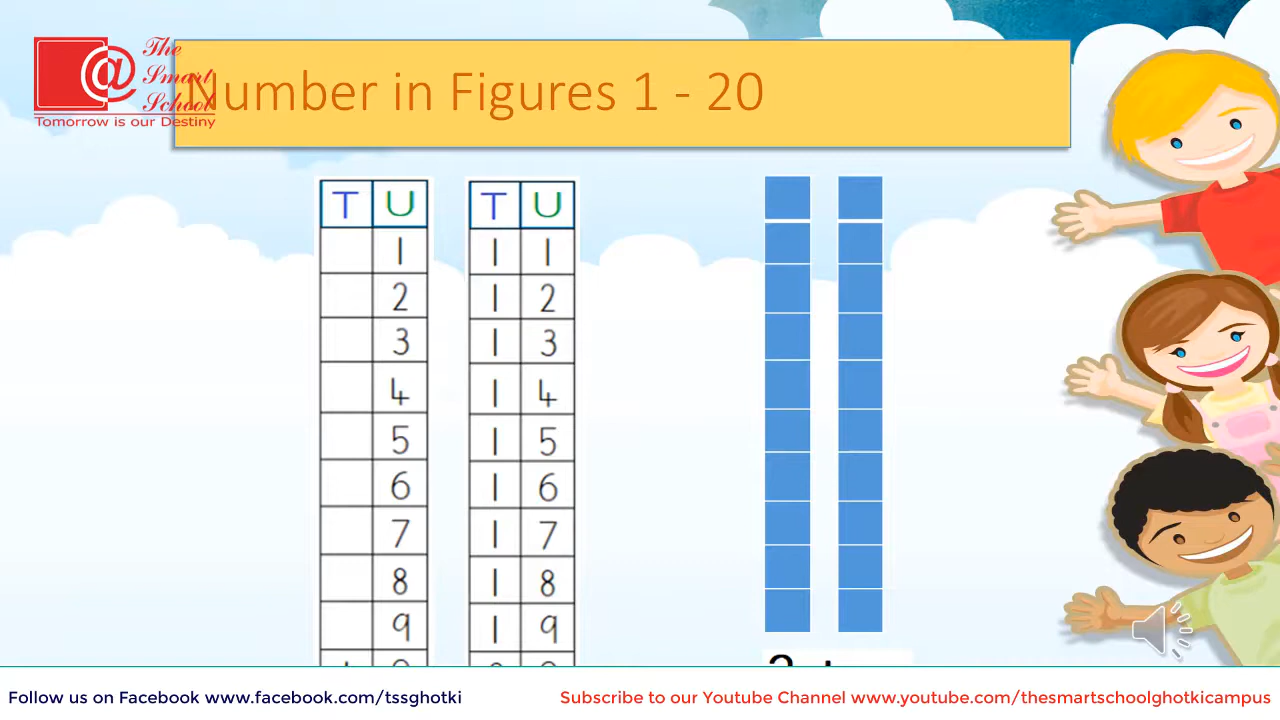 The
Smart
School
Tomorrow is our Destiny
Number in Figures 1 - 20
T U
1
2
3
4
5
6
7
8
9
T U
1 1
1 2
1 3
1 4
1 5
1 6
1 7
1 8
1 9
Follow us on Facebook www.facebook.com/tssghotki
Subscribe to our Youtube Channel www.youtube.com/thesmartschoolghotkicampus